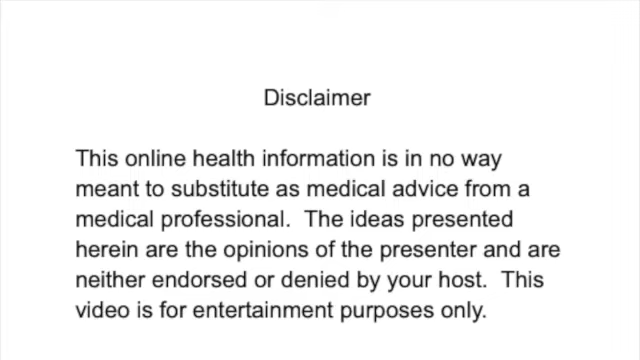 Disclaimer
This online health information is in no way
meant to substitute as medical advice from a
medical professional.  The ideas presented
herein are the opinions of the presenter and are
neither endorsed or denied by your host.  This
video is for entertainment purposes only.